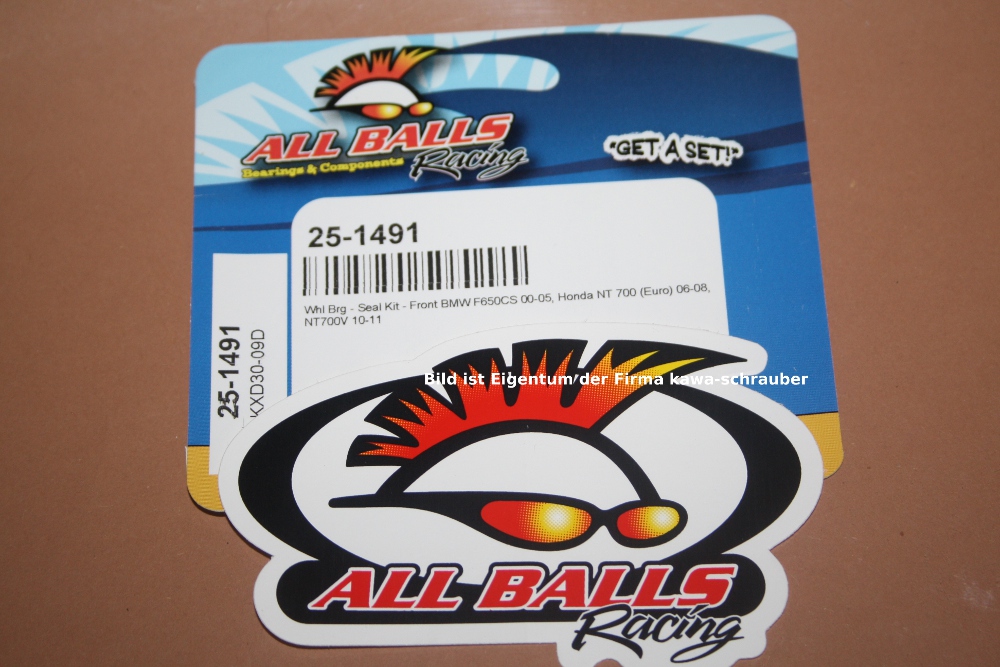 ALL BALLS
Racing
Bearings & Components
"GET A SET!"
25-1491
Whl Brg - Seal Kit - Front BMW F650CS 00-05, Honda NT 700 (Euro) 06-08,
NT700V 10-11
25-1491
KXD30-09D
Bild ist Eigentum der Firma kawa-schrauber
ALL BALLS
Racing